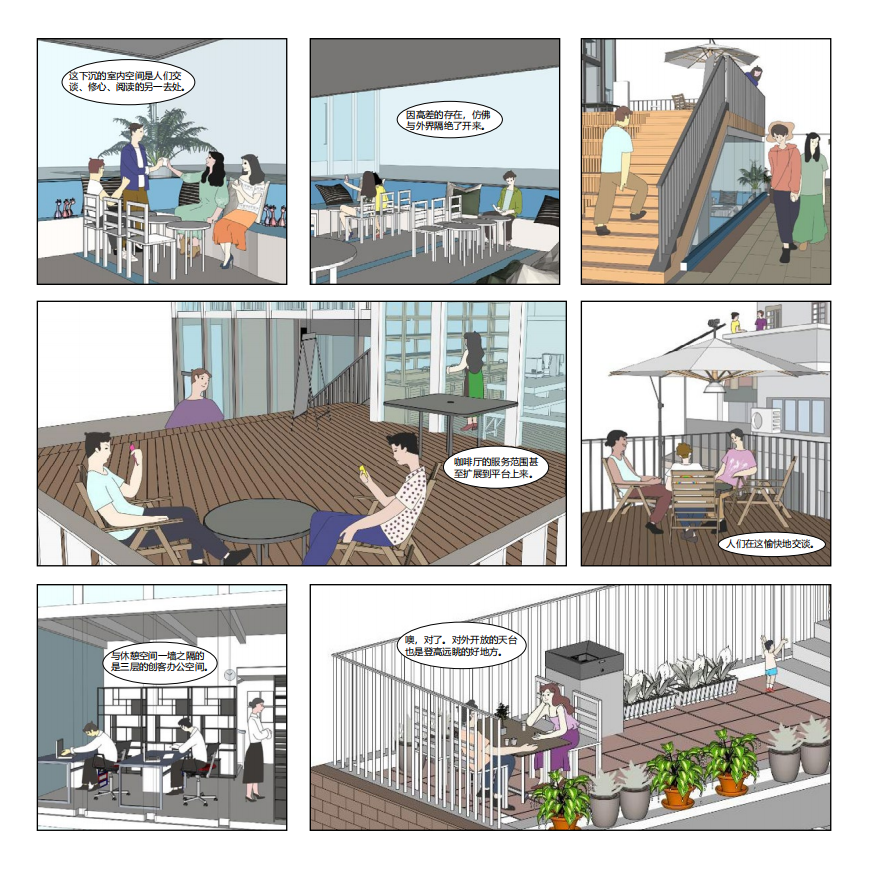 这下沉的室内空间是人们交
谈、修心、阅读的另一去处。
因高差的存在，仿佛
与外界隔绝了开来。
咖啡厅的服务范围甚
至扩展到平台上来。
人们在这愉快地交谈。
与休憩空间一墙之隔的
是三层的创客办公空间。
噢，对了。对外开放的天台
也是登高远眺的好地方。